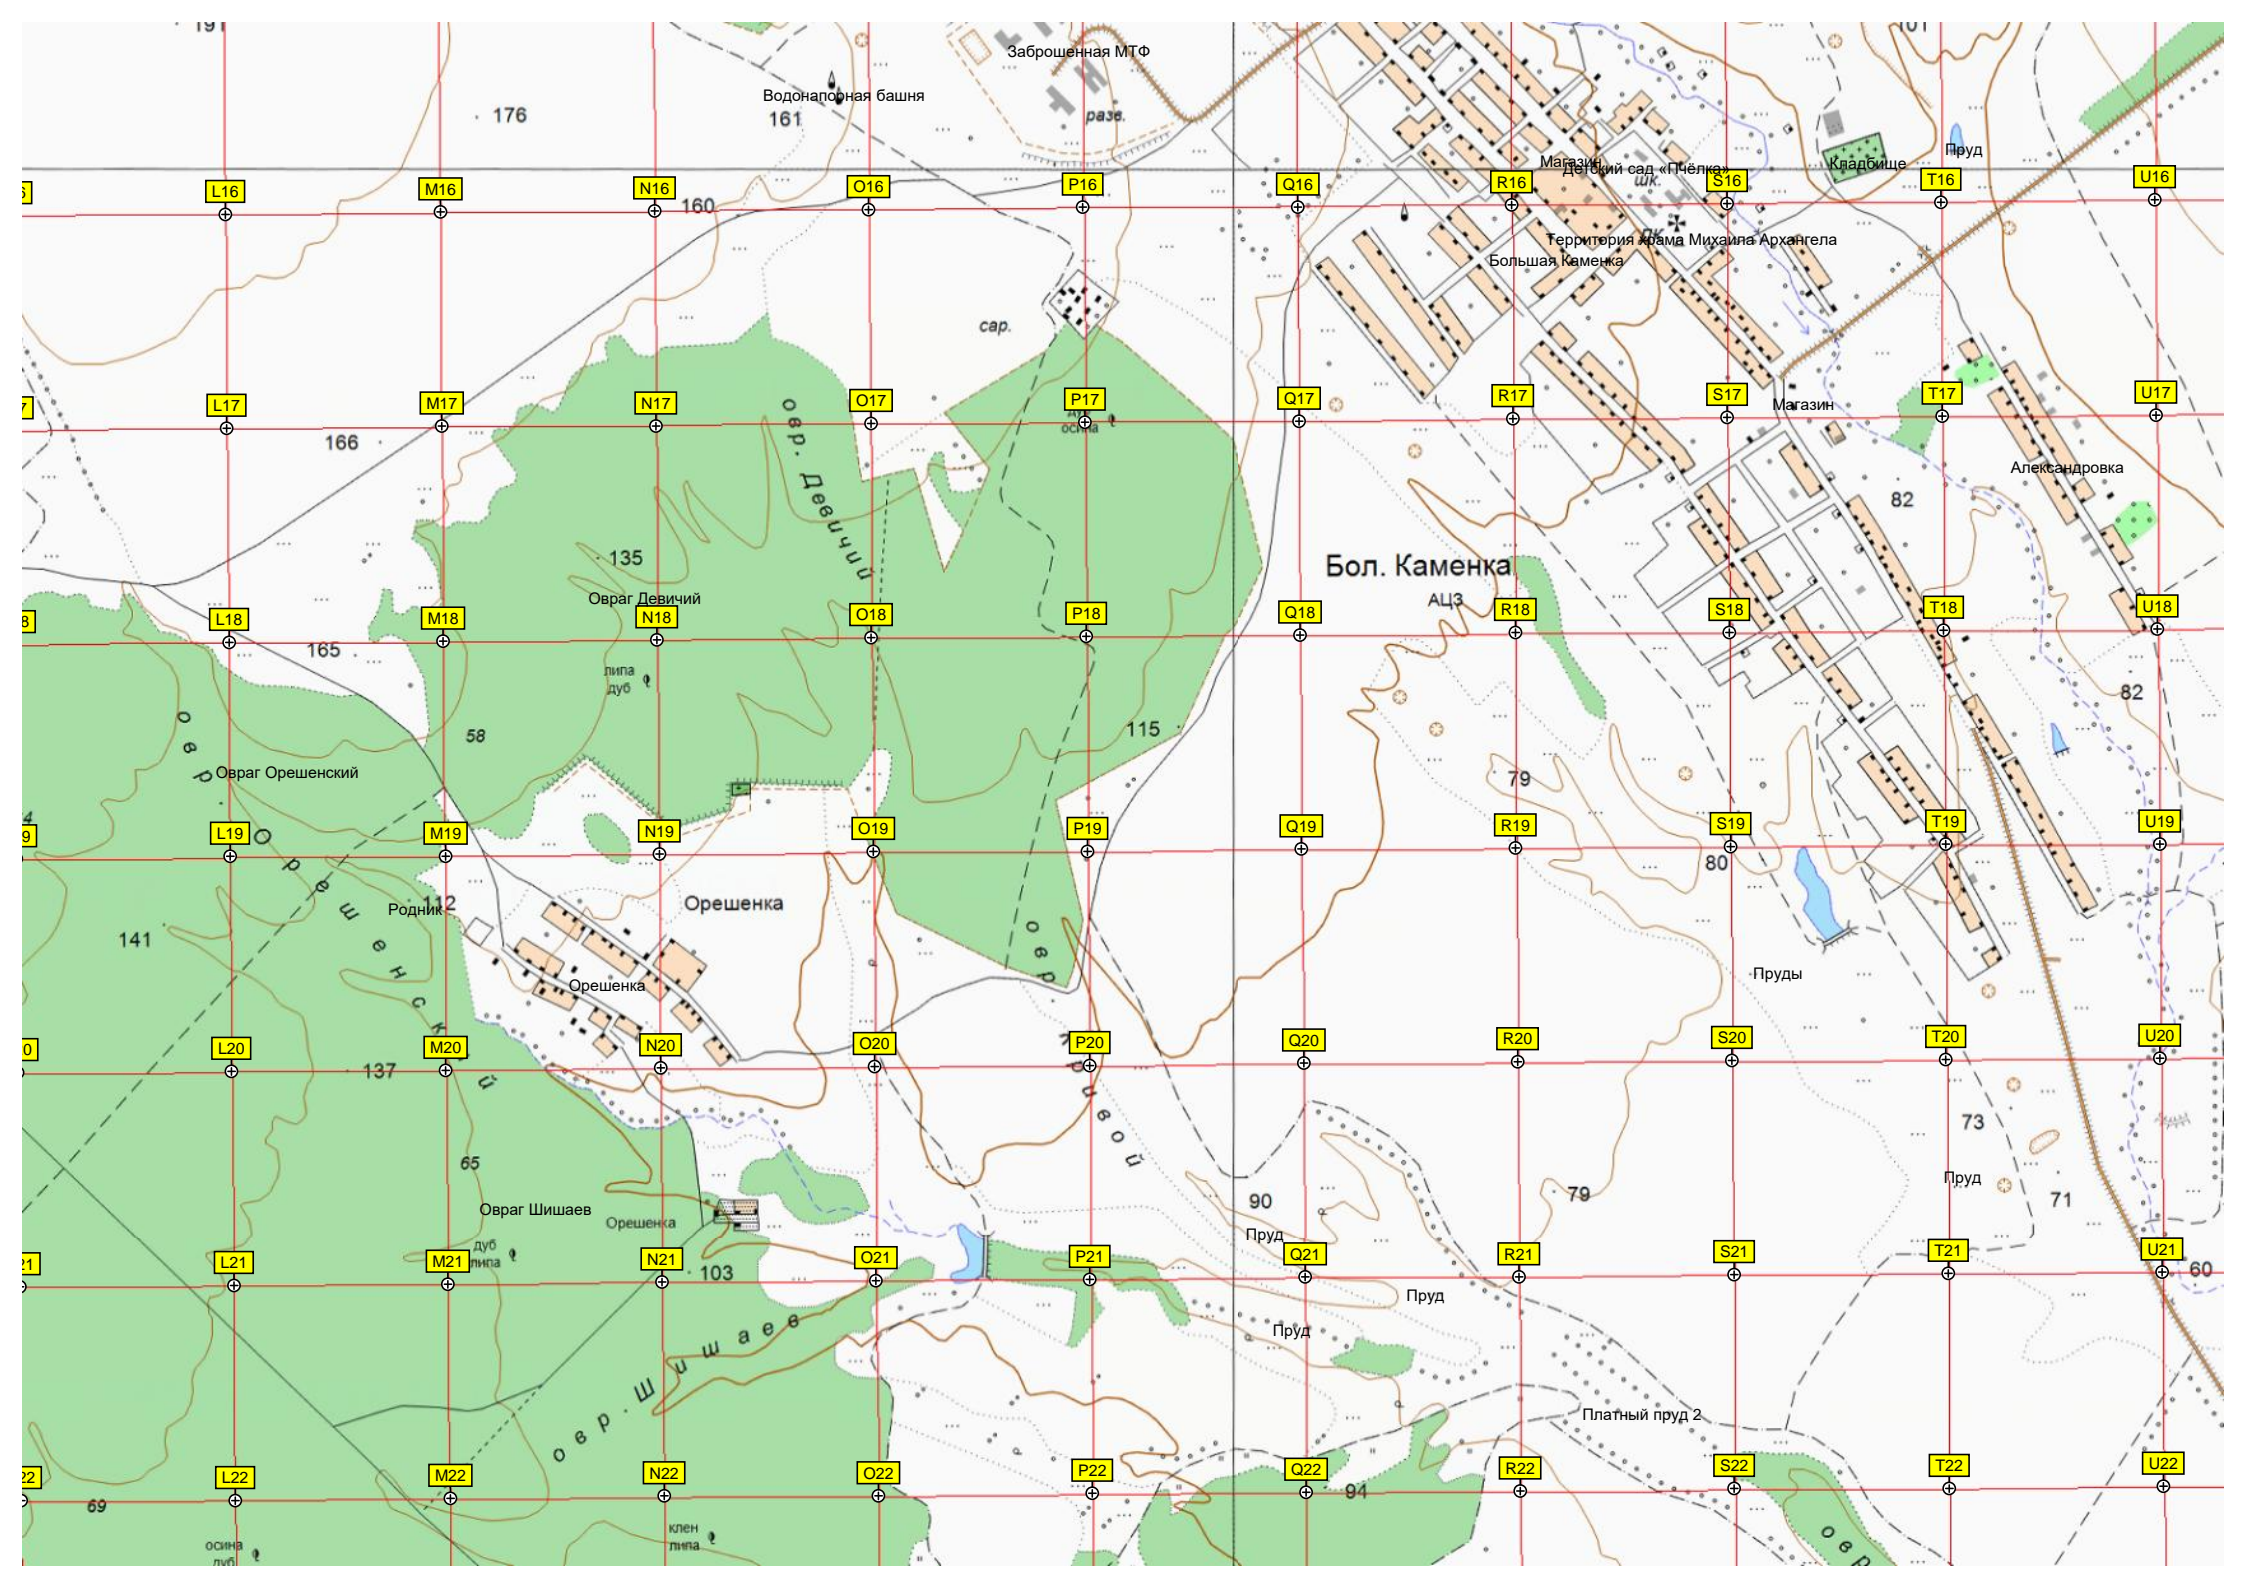 191
101
Заброшенная МТФ
Водонапорная башня
176
161
разв.
Магазин
Детский сад «Пчёлка»
шк.
Кладбище
Пруд
L16
M16
N16
160
O16
P16
Q16
R16
S16
T16
U16
ДК
Территория храма Михаила Архангела
Большая Каменка
сар.
L17
M17
N17
O17
P17
Q17
R17
S17
T17
U17
Магазин
осина
166
овр. Девичий
Александровка
82
135
Бол. Каменка
АЦЗ
Овраг Девичий
L18
M18
N18
O18
P18
Q18
R18
S18
T18
U18
165
липа
дуб
82
58
115
79
овр. Орешенский
Овраг Орешенский
L19
M19
N19
O19
P19
Q19
R19
S19
T19
U19
80
Родник
112
Орешенка
141
Орешенка
Пруды
овр. Кривой
L20
M20
N20
O20
P20
Q20
R20
S20
T20
U20
137
73
65
Пруд
79
71
90
Овраг Шишаев
Орешенка
Пруд
дуб
липа
L21
M21
N21
O21
P21
Q21
R21
S21
T21
U21
103
60
Пруд
Пруд
овр. Шишаев
Платный пруд 2
L22
M22
N22
O22
P22
Q22
R22
S22
T22
U22
69
94
клен
липа
осина
дуб
овр